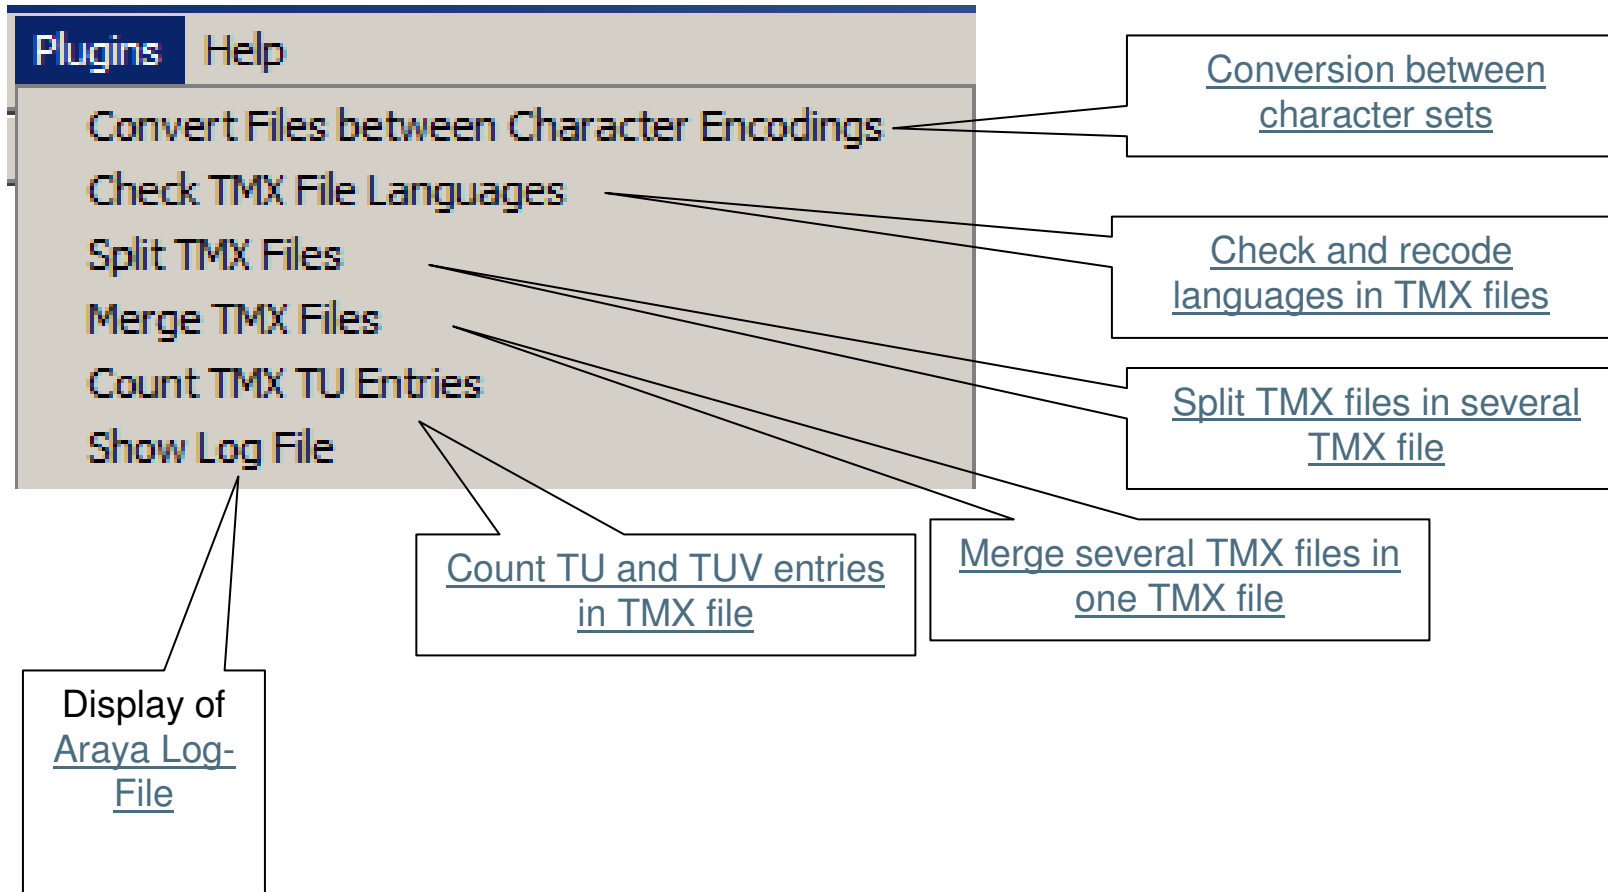 Plugins Help
Convert Files between Character Encodings
Check TMX File Languages
Split TMX Files
Merge TMX Files
Count TMX TU Entries
Show Log File
Conversion between
character sets
Check and recode
languages in TMX files
Split TMX files in several
TMX file
Merge several TMX files in
one TMX file
Count TU and TUV entries
in TMX file
Display of
Araya Log-
File